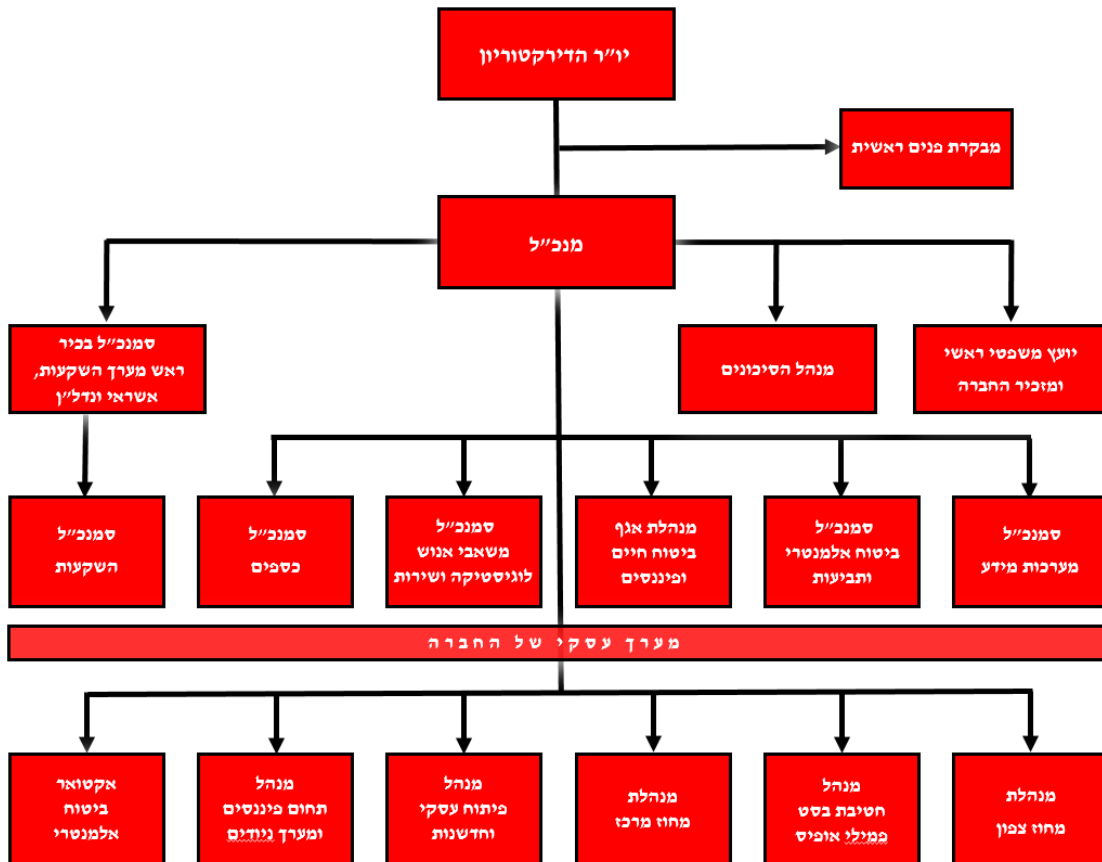 יו״ר הדירקטוריון
מבקרת פנים ראשית
מנכ״ל
יועץ משפטי ראשי
ומזכיר החברה
מנהל הסיכונים
סמנכ״ל בכיר
ראש מערך השקעות,
אשראי ונדל״ן
סמנכ״ל
מערכות מידע
סמנכ״ל
ביטוח אלמנטרי
ותביעות
מנהלת אגף
ביטוח חיים
ופיננסים
סמנכ״ל
משאבי אנוש
לוגיסטיקה ושירות
סמנכ״ל
כספים
סמנכ״ל
השקעות
מערך עסקי של החברה
מנהלת
מחוז צפון
מנהל
חטיבת בסט
פמילי אופיס
מנהלת
מחוז מרכז
מנהל
פיתוח עסקי
וחדשנות
מנהל
תחום פיננסים
ומערך ניודים
אקטואר
ביטוח
אלמנטרי